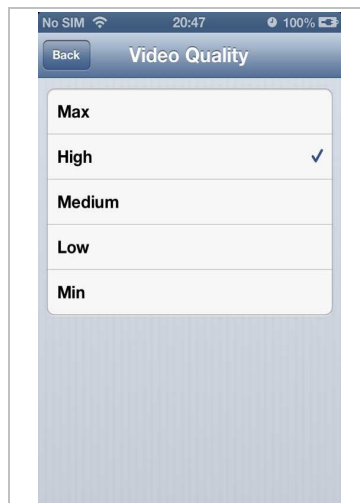 No SIM 20:47 100%
Back Video Quality
Max
High
Medium
Low
Min